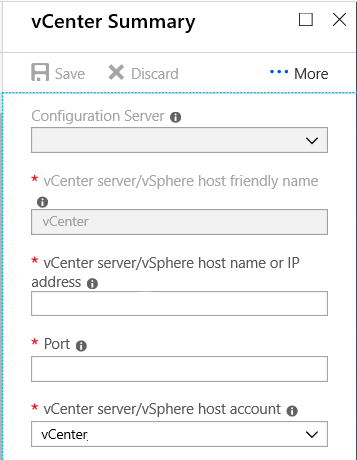 vCenter Summary
Save Discard More
Configuration Server
* vCenter server/vSphere host friendly name
vCenter
* vCenter server/vSphere host name or IP
address
* Port
* vCenter server/vSphere host account
vCenter